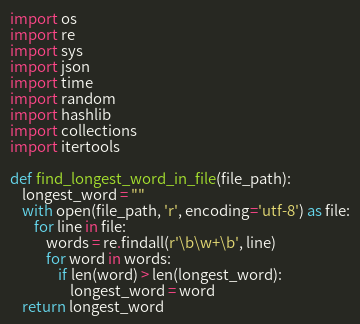 import os
import re
import sys
import json
import time
import random
import hashlib
import collections
import itertools

def find_longest_word_in_file(file_path):
    longest_word = ""
    with open(file_path, 'r', encoding='utf-8') as file:
        for line in file:
            words = re.findall(r'\b\w+\b', line)
            for word in words:
                if len(word) > len(longest_word):
                    longest_word = word
    return longest_word